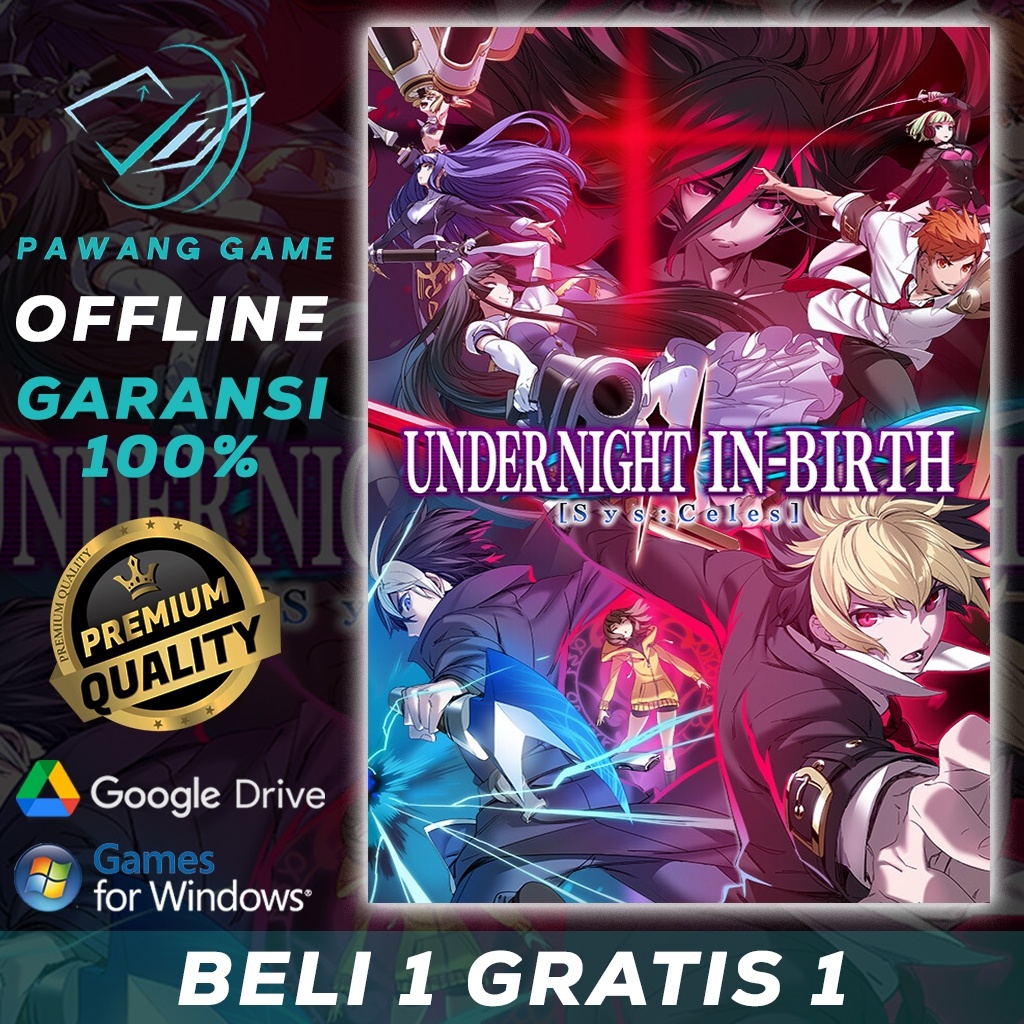 PAWANG GAME
OFFLINE
GARANSI
100%
PREMIUM QUALITY
PREMIUM
QUALITY
Google Drive
Games
for Windows®
UNDER NIGHT IN-BIRTH
[Sys:Celes]
BELI 1 GRATIS 1